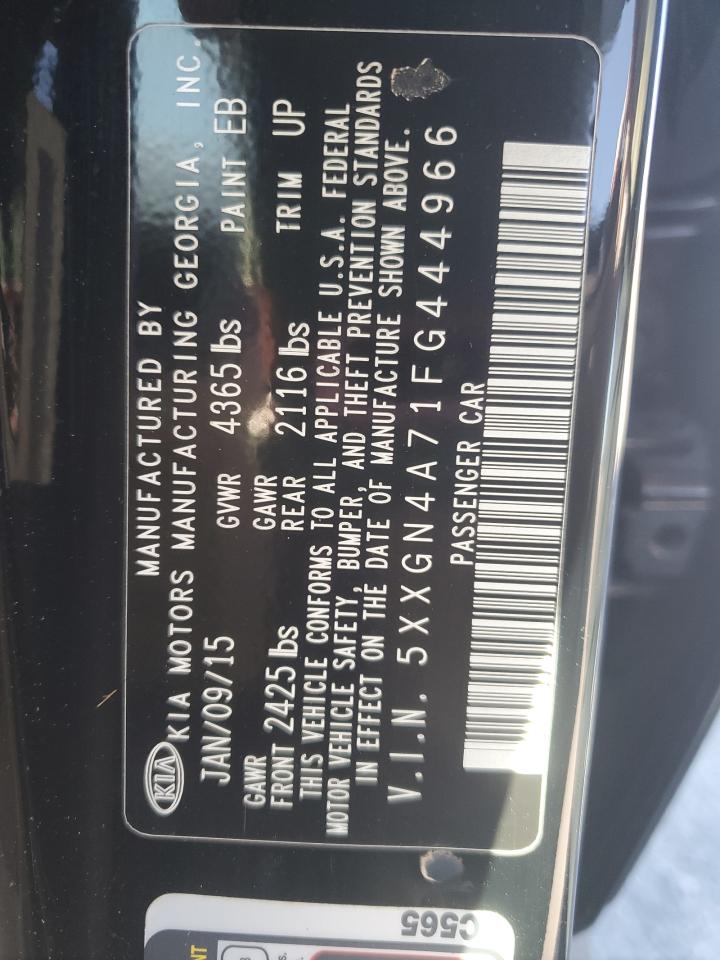 MANUFACTURED BY
KIA KIA MOTORS MANUFACTURING GEORGIA, INC.
JAN/09/15 GVWR 4365 lbs PAINT EB
GAWR FRONT 2425 lbs GAWR REAR 2116 lbs TRIM UP
THIS VEHICLE CONFORMS TO ALL APPLICABLE U.S.A. FEDERAL
MOTOR VEHICLE SAFETY, BUMPER, AND THEFT PREVENTION STANDARDS
IN EFFECT ON THE DATE OF MANUFACTURE SHOWN ABOVE.
V.I.N. 5XXGN4A71FG444966
PASSENGER CAR
C565